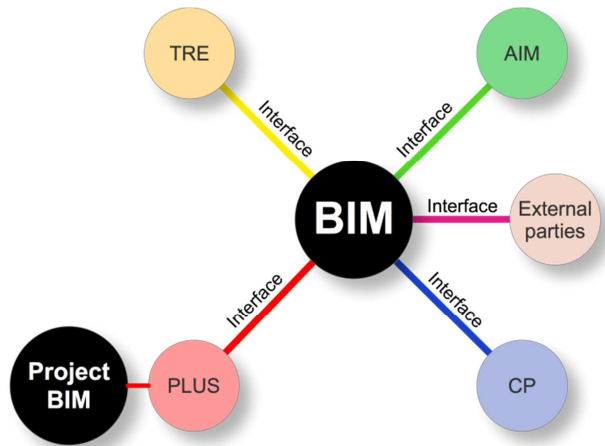 TRE
AIM
Interface
Interface
BIM
Interface
External
parties
Interface
Interface
Project
BIM
PLUS
CP